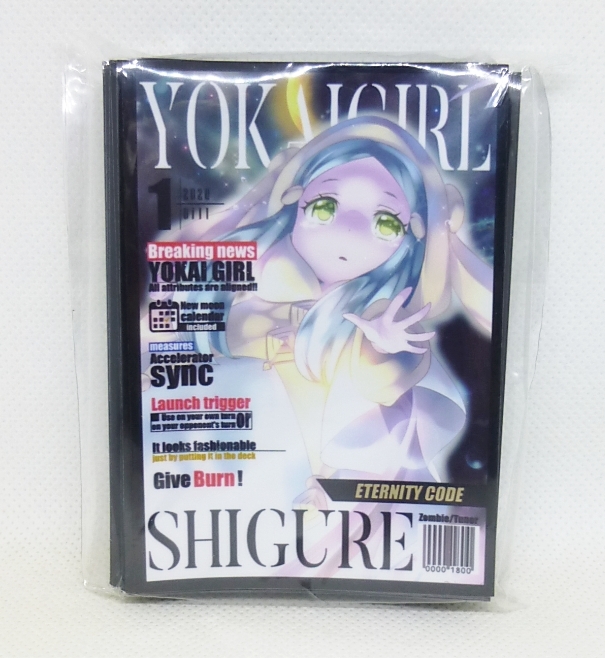 YOKAIGIRL
1 2020
0111
Breaking news
YOKAI GIRL
All attributes are aligned!!
New moon
calendar
included
measures
Accelerator
sync
Launch trigger
Use on your own turn or
on your opponent's turn
It looks fashionable
just by putting it in the deck
Give Burn!
ETERNITY CODE
SHIGURE
Zombie/Tuner
0000 1800